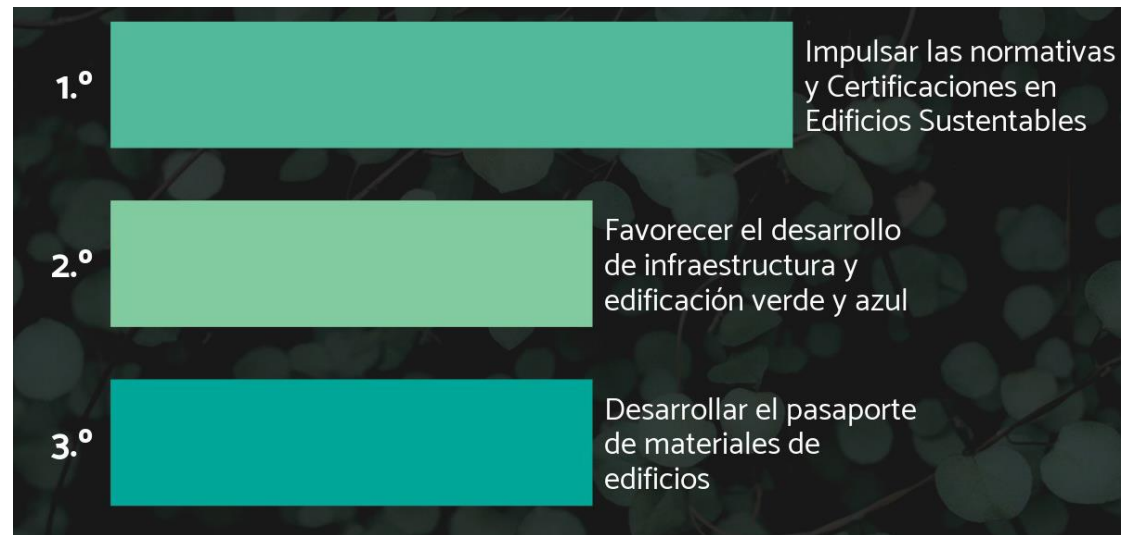 1.º
Impulsar las normativas
y Certificaciones en
Edificios Sustentables
2.º
Favorecer el desarrollo
de infraestructura y
edificación verde y azul
3.º
Desarrollar el pasaporte
de materiales de
edificios